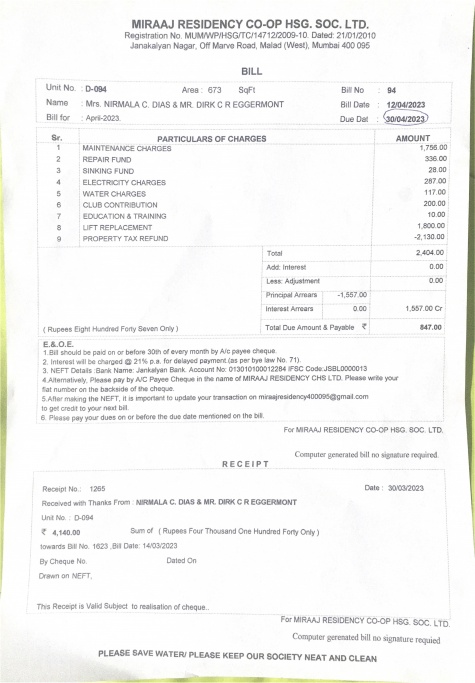 MIRAAJ RESIDENCY CO-OP HSG. SOC. LTD.
Registration No. MUM/WP/HSG/TC/14712/2009-10. Dated: 21/01/2010
Janakalyan Nagar, Off Marve Road, Malad (West), Mumbai 400 095
BILL
Unit No. : D-094 Area : 673 SqFt Bill No : 94
Name : Mrs. NIRMALA C. DIAS & MR. DIRK C R EGGERMONT Bill Date : 12/04/2023
Bill for : April-2023. Due Dat : 30/04/2023
Sr. PARTICULARS OF CHARGES AMOUNT
1 MAINTENANCE CHARGES 1,756.00
2 REPAIR FUND 336.00
3 SINKING FUND 28.00
4 ELECTRICITY CHARGES 287.00
5 WATER CHARGES 117.00
6 CLUB CONTRIBUTION 200.00
7 EDUCATION & TRAINING 10.00
8 LIFT REPLACEMENT 1,800.00
9 PROPERTY TAX REFUND -2,130.00
Total 2,404.00
Add: Interest 0.00
Less: Adjustment 0.00
Principal Arrears -1,557.00
Interest Arrears 0.00 1,557.00 Cr
( Rupees Eight Hundred Forty Seven Only ) Total Due Amount & Payable ₹ 847.00
E.&O.E.
1.Bill should be paid on or before 30th of every month by A/c payee cheque.
2. Interest will be charged @ 21% p.a. for delayed payment.(as per bye law No. 71).
3. NEFT Details :Bank Name: Jankalyan Bank. Account No: 013010100012284 IFSC Code:JSBL0000013
4.Alternatively, Please pay by A/C Payee Cheque in the name of MIRAAJ RESIDENCY CHS LTD. Please write your
flat number on the backside of the cheque.
5.After making the NEFT, it is important to update your transaction on miraajresidency400095@gmail.com
to get credit to your next bill.
6. Please pay your dues on or before the due date mentioned on the bill.
For MIRAAJ RESIDENCY CO-OP HSG. SOC. LTD.
Computer generated bill no signature required.
RECEIPT
Receipt No.: 1265 Date : 30/03/2023
Received with Thanks From : NIRMALA C. DIAS & MR. DIRK C R EGGERMONT
Unit No. : D-094
₹ 4,140.00 Sum of ( Rupees Four Thousand One Hundred Forty Only )
towards Bill No. 1623 ,Bill Date: 14/03/2023
By Cheque No. Dated On
Drawn on NEFT,
This Receipt is Valid Subject to realisation of cheque..
For MIRAAJ RESIDENCY CO-OP HSG. SOC. LTD.
Computer gerenated bill no signature requied
PLEASE SAVE WATER/ PLEASE KEEP OUR SOCIETY NEAT AND CLEAN